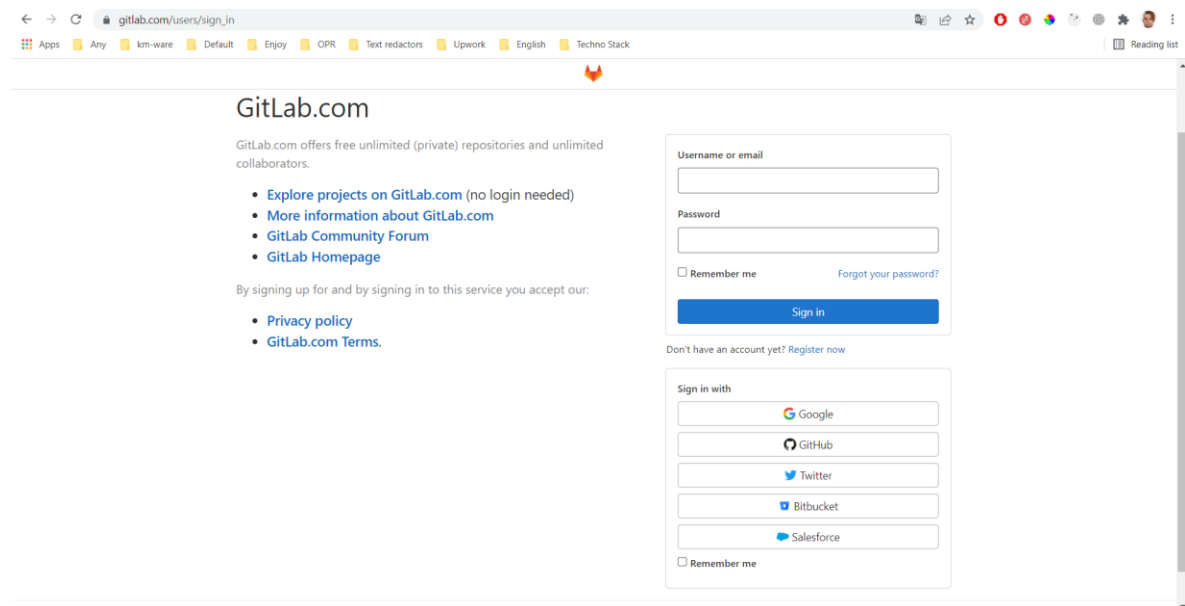 gitlab.com/users/sign_in
Apps Any km-ware Default Enjoy OPR Text redactors Upwork English Techno Stack Reading list
GitLab.com
GitLab.com offers free unlimited (private) repositories and unlimited
collaborators.
Explore projects on GitLab.com (no login needed)
More information about GitLab.com
GitLab Community Forum
GitLab Homepage
By signing up for and by signing in to this service you accept our:
Privacy policy
GitLab.com Terms.
Username or email
Password
Remember me Forgot your password?
Sign in
Don't have an account yet? Register now
Sign in with
Google
GitHub
Twitter
Bitbucket
Salesforce
Remember me